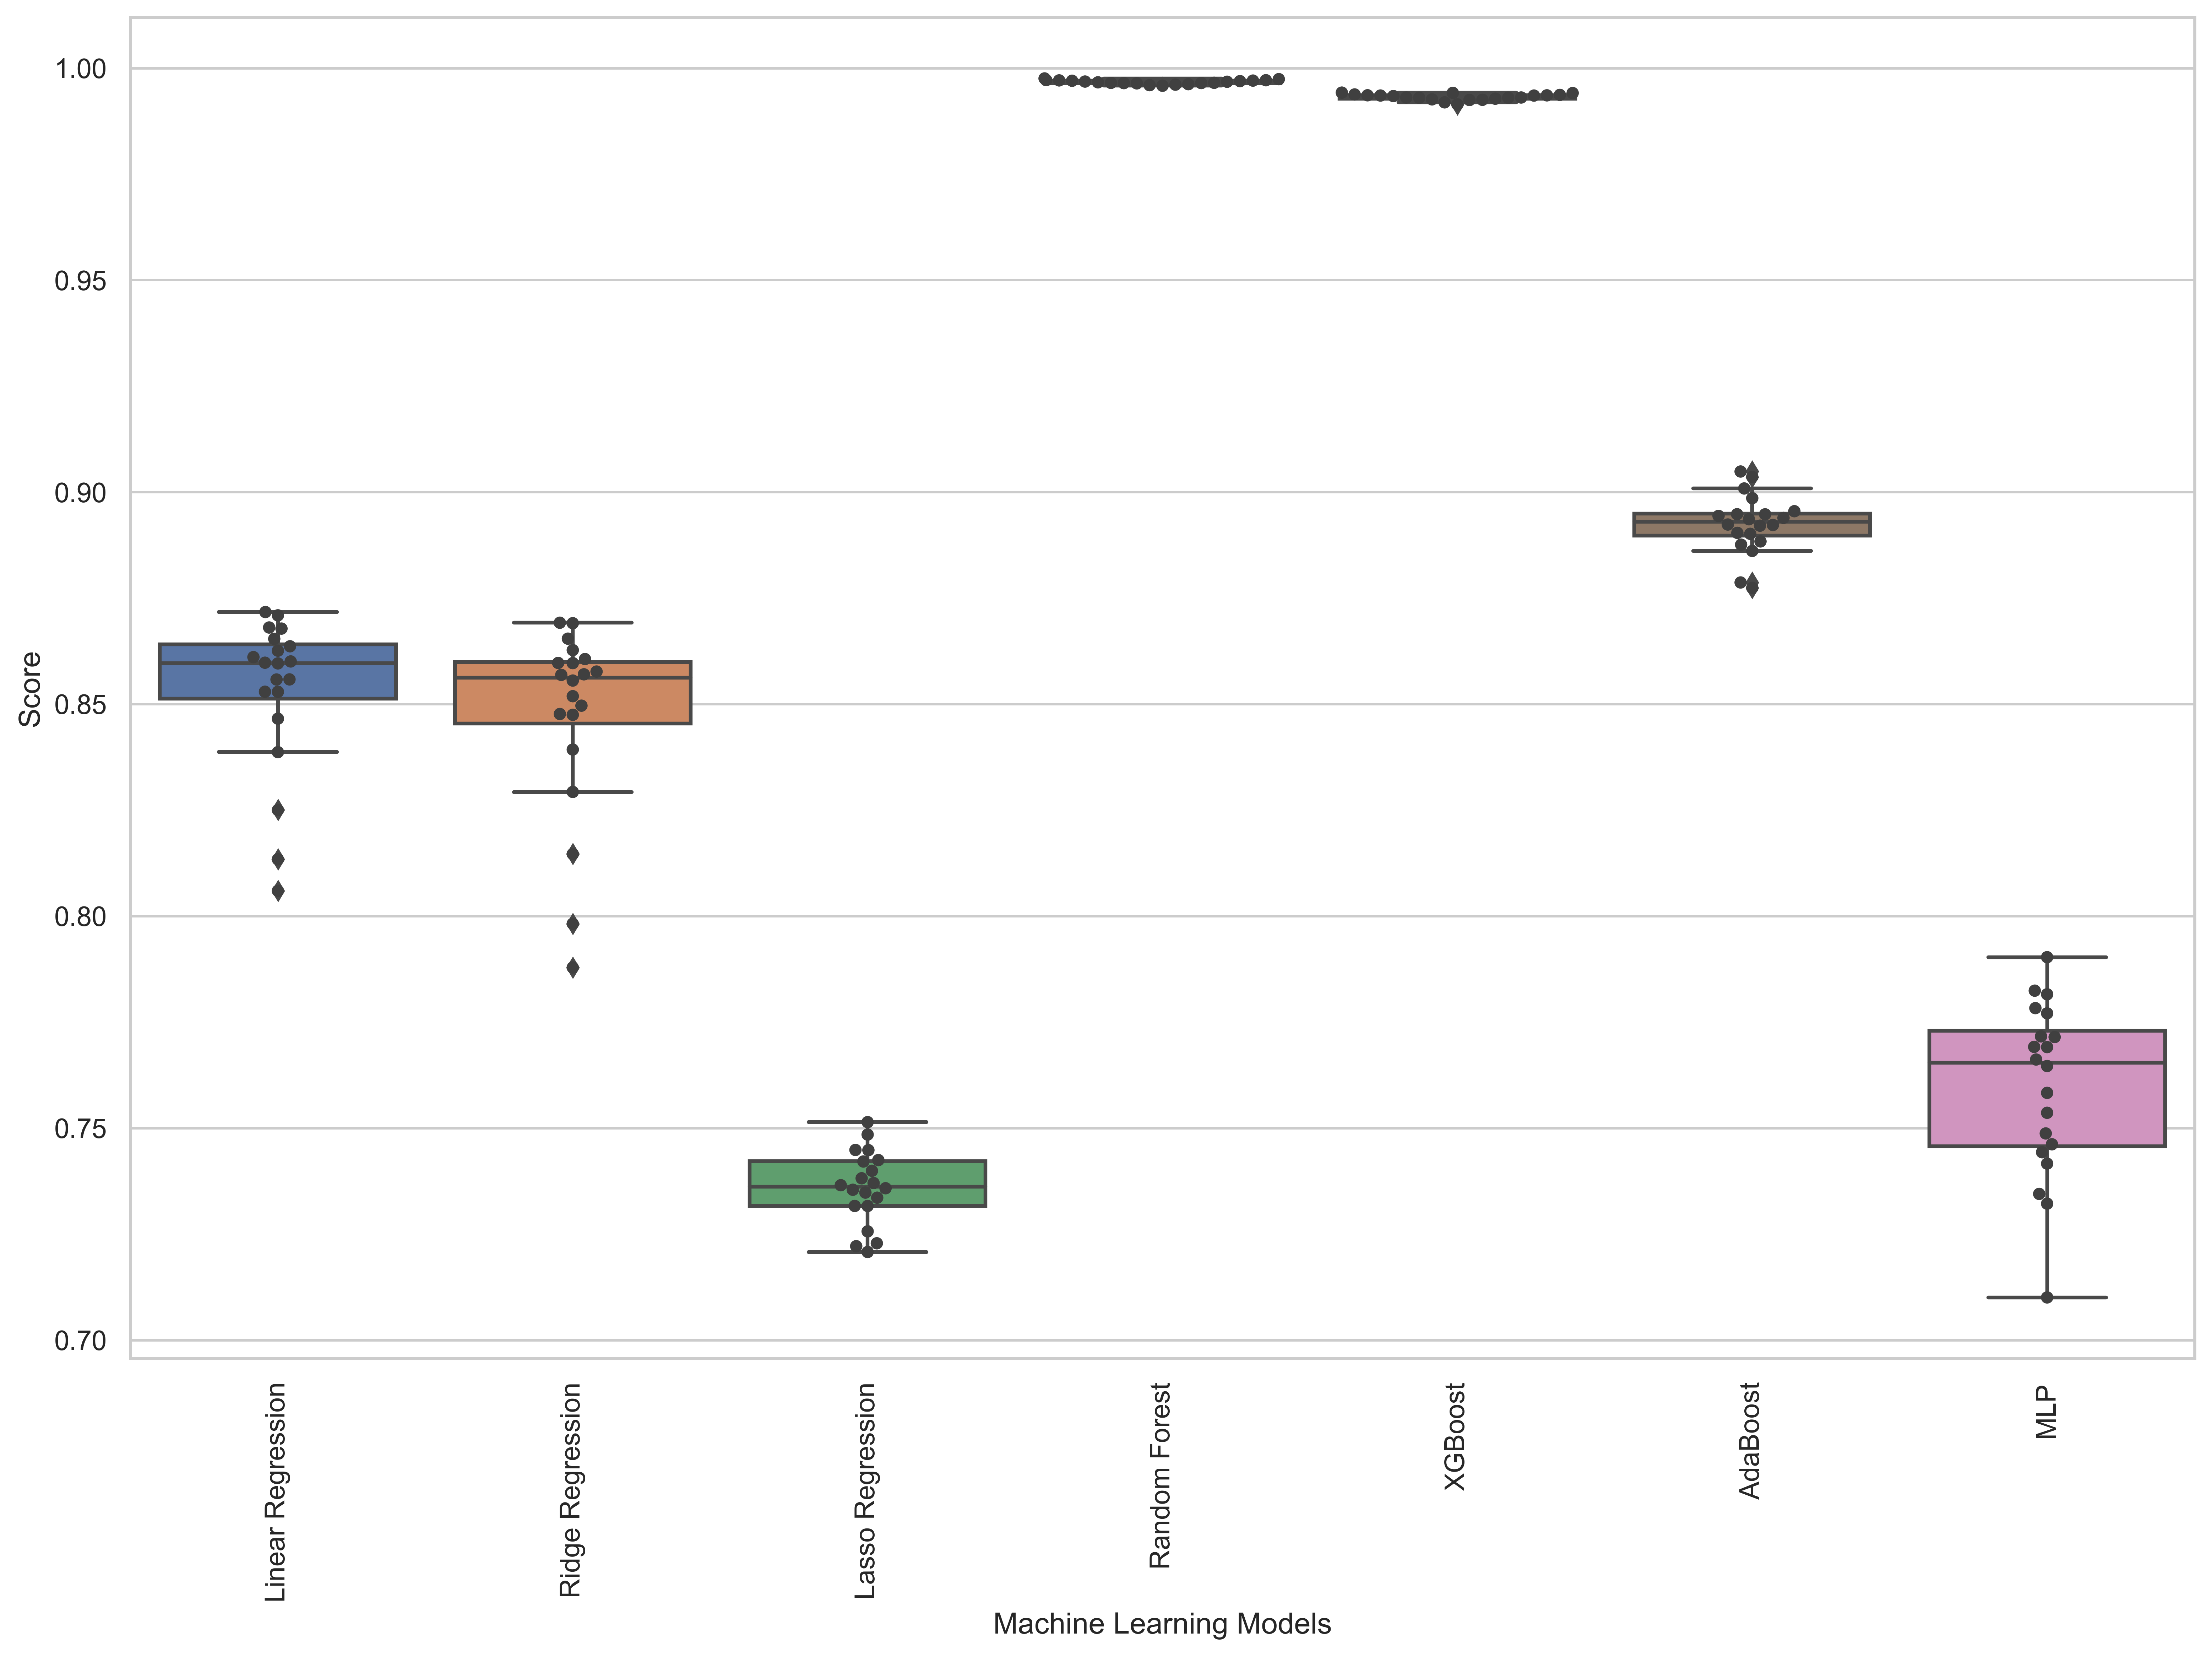 1.00
0.95
0.90
0.85
0.80
0.75
0.70
Score
Linear Regression
Ridge Regression
Lasso Regression
Random Forest
XGBoost
AdaBoost
MLP
Machine Learning Models